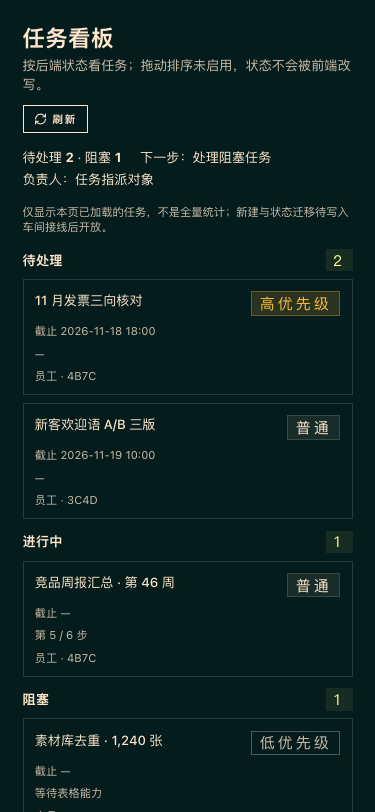 任务看板
按后端状态看任务；拖动排序未启用，状态不会被前端改
写。
刷新
待处理 2 · 阻塞 1 下一步：处理阻塞任务
负责人：任务指派对象
仅显示本页已加载的任务，不是全量统计；新建与状态迁移待写入
车间接线后开放。
待处理 2
11 月发票三向核对 高优先级
截止 2026-11-18 18:00
—
员工 · 4B7C
新客欢迎语 A/B 三版 普通
截止 2026-11-19 10:00
—
员工 · 3C4D
进行中 1
竞品周报汇总 · 第 46 周 普通
截止 —
第 5 / 6 步
员工 · 4B7C
阻塞 1
素材库去重 · 1,240 张 低优先级
截止 —
等待表格能力